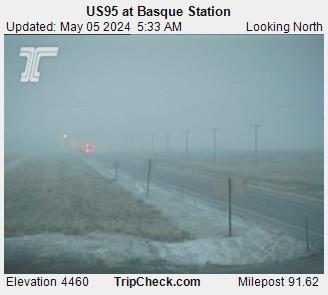 US95 at Basque Station
Updated: May 05 2024 5:33 AM Looking North
Elevation 4460 TripCheck.com Milepost 91.62